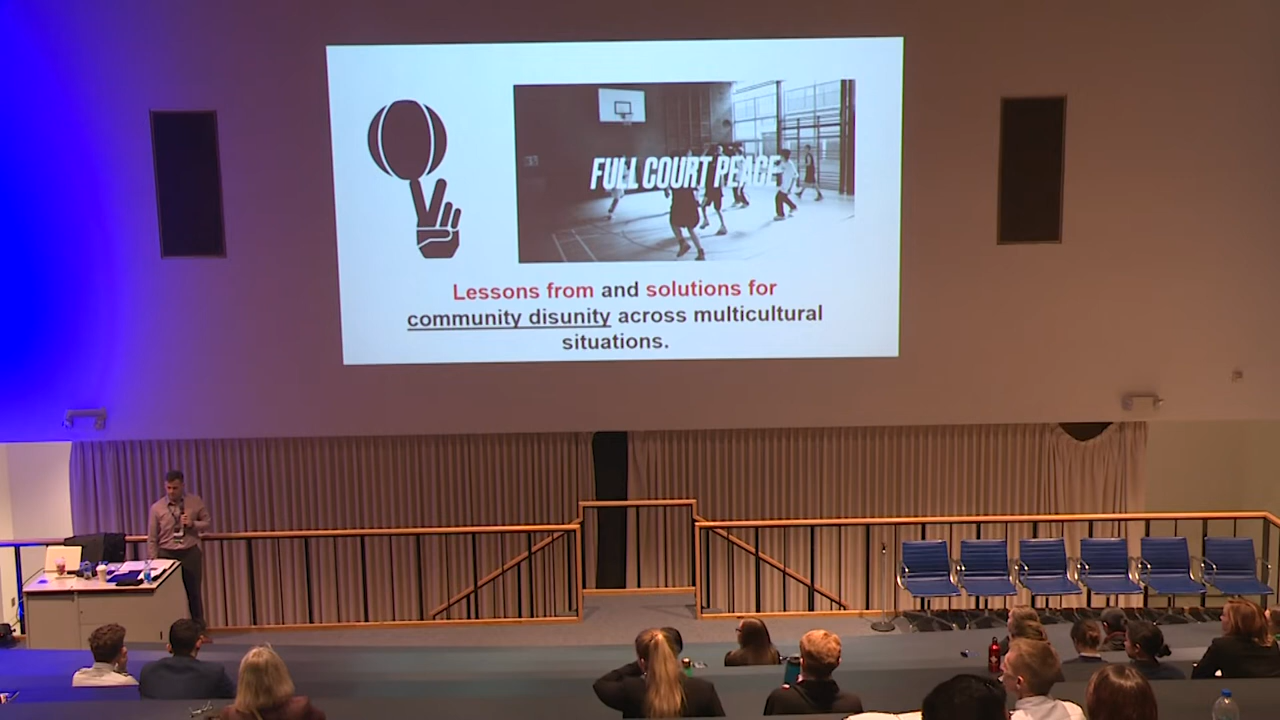 FULL COURT PEACE
Lessons from and solutions for
community disunity across multicultural
situations.